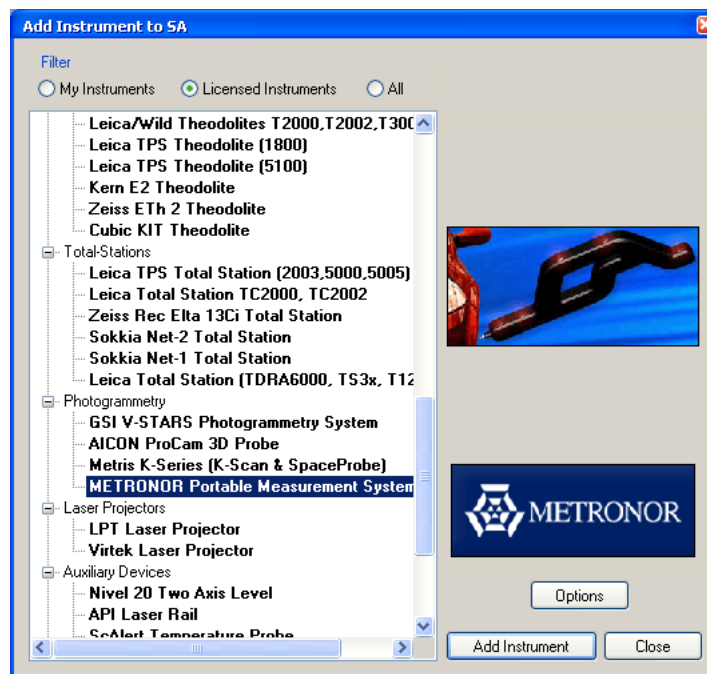 Add Instrument to SA
Filter
My Instruments Licensed Instruments All
Leica/Wild Theodolites T2000,T2002,T300
Leica TPS Theodolite (1800)
Leica TPS Theodolite (5100)
Kern E2 Theodolite
Zeiss ETh 2 Theodolite
Cubic KIT Theodolite
Total-Stations
Leica TPS Total Station (2003,5000,5005)
Leica Total Station TC2000, TC2002
Zeiss Rec Elta 13Ci Total Station
Sokkia Net-2 Total Station
Sokkia Net-1 Total Station
Leica Total Station (TDRA6000, TS3x, T12
Photogrammetry
GSI V-STARS Photogrammetry System
AICON ProCam 3D Probe
Metris K-Series (K-Scan & SpaceProbe)
METRONOR Portable Measurement System
Laser Projectors
LPT Laser Projector
Virtek Laser Projector
Auxiliary Devices
Nivel 20 Two Axis Level
API Laser Rail
ScAlert Temperature Probe
METRONOR
Options
Add Instrument Close